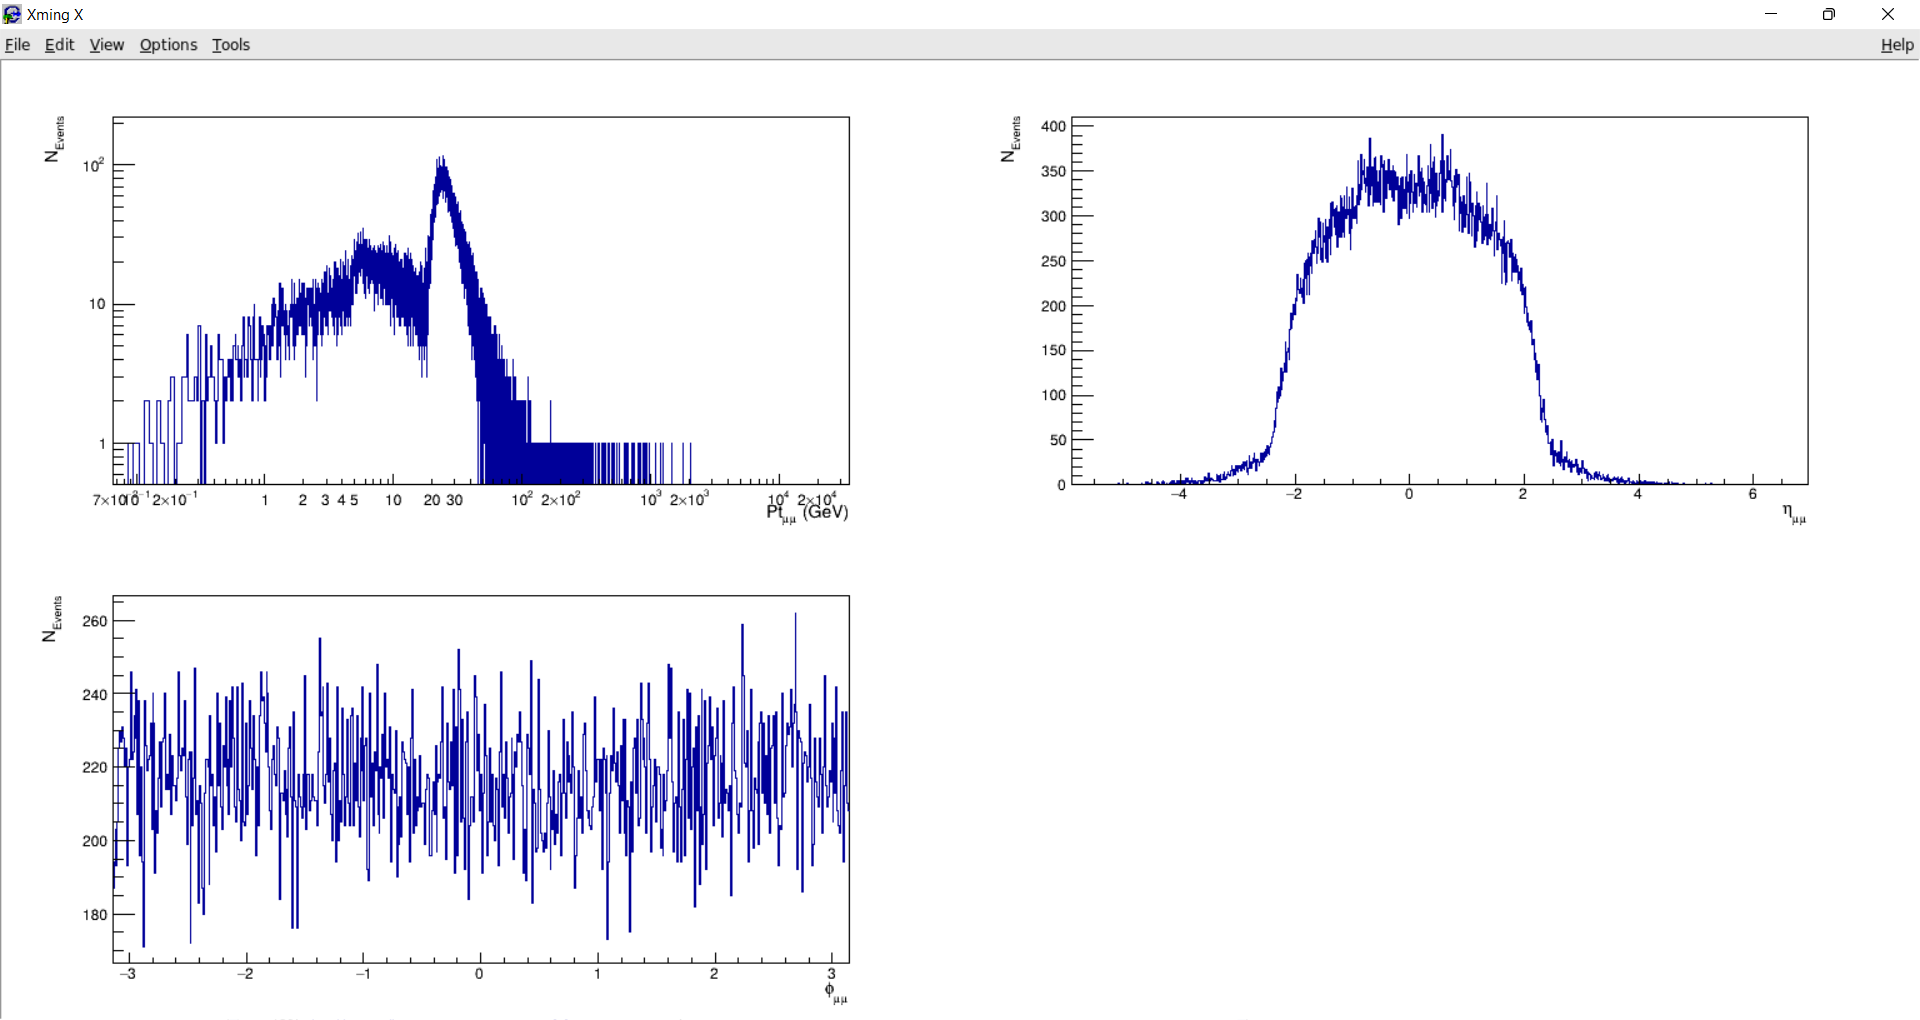 Xming X
File Edit View Options Tools Help
N_Events
10²
10
1
10⁻¹ 2×10⁻¹ 1 2 3 4 5 10 20 30 10² 2×10² 10³ 2×10³ 10⁴ 2×10⁴
Pt_μμ (GeV)
N_Events
400
350
300
250
200
150
100
50
0
−4 −2 0 2 4 6
η_μμ
N_Events
260
240
220
200
180
−3 −2 −1 0 1 2 3
ϕ_μμ